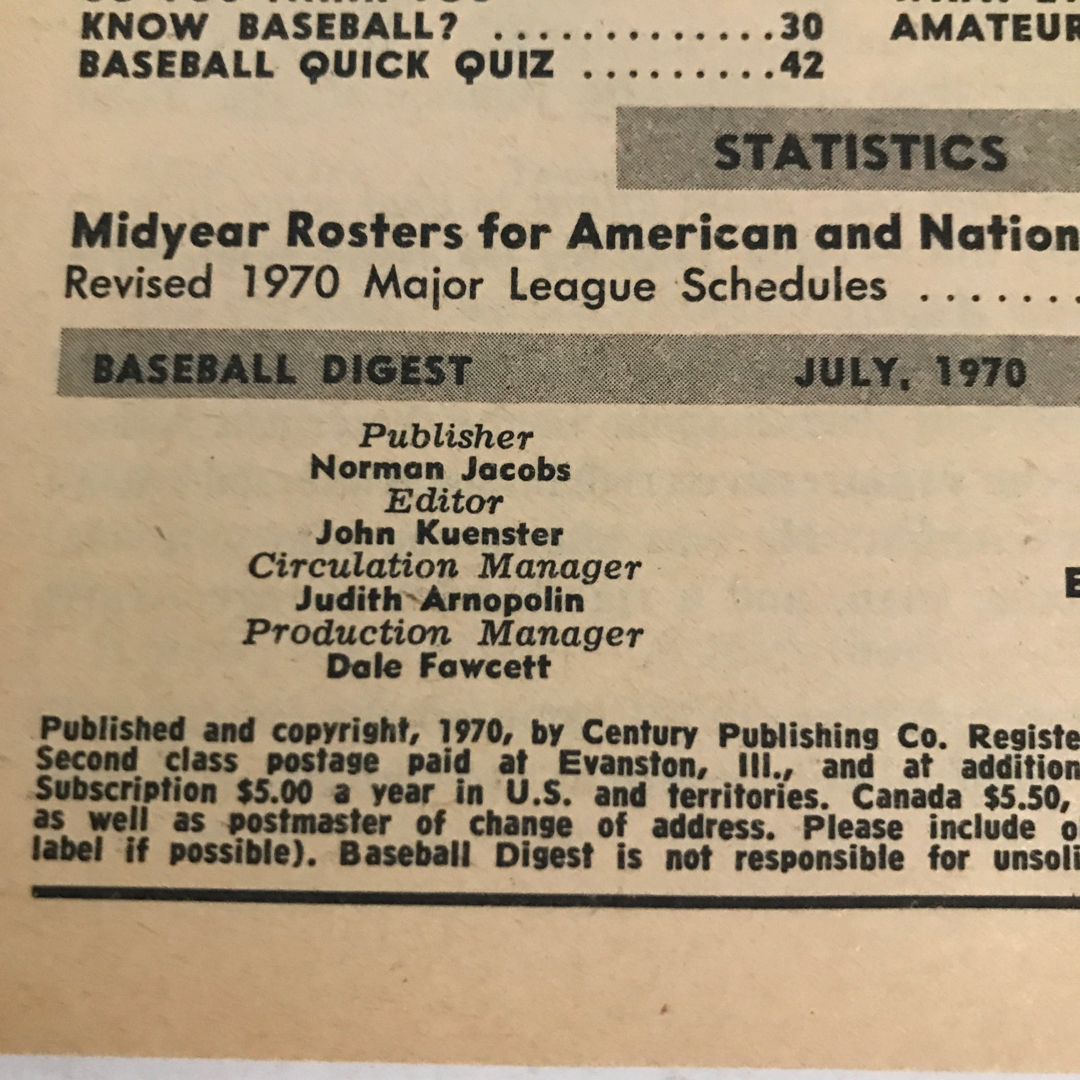 KNOW BASEBALL? ..............30
AMATEUR
BASEBALL QUICK QUIZ .........42
STATISTICS
Midyear Rosters for American and Nation
Revised 1970 Major League Schedules .......
BASEBALL DIGEST JULY, 1970
Publisher
Norman Jacobs
Editor
John Kuenster
Circulation Manager
Judith Arnopolin
Production Manager
Dale Fawcett
E
Published and copyright, 1970, by Century Publishing Co. Registe
Second class postage paid at Evanston, Ill., and at addition
Subscription $5.00 a year in U.S. and territories. Canada $5.50,
as well as postmaster of change of address. Please include o
label if possible). Baseball Digest is not responsible for unsoli